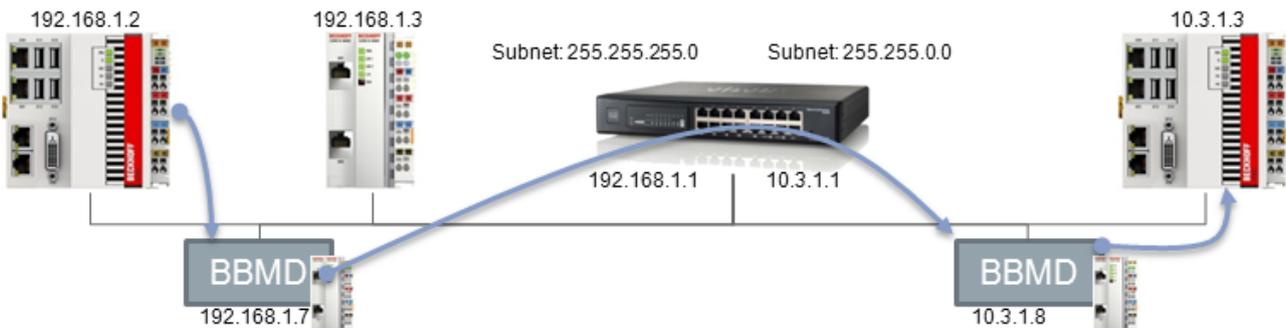 192.168.1.2
192.168.1.3
10.3.1.3
Subnet: 255.255.255.0
Subnet: 255.255.0.0
BECKHOFF
BECKHOFF
192.168.1.1
10.3.1.1
BBMD
BBMD
192.168.1.7
10.3.1.8